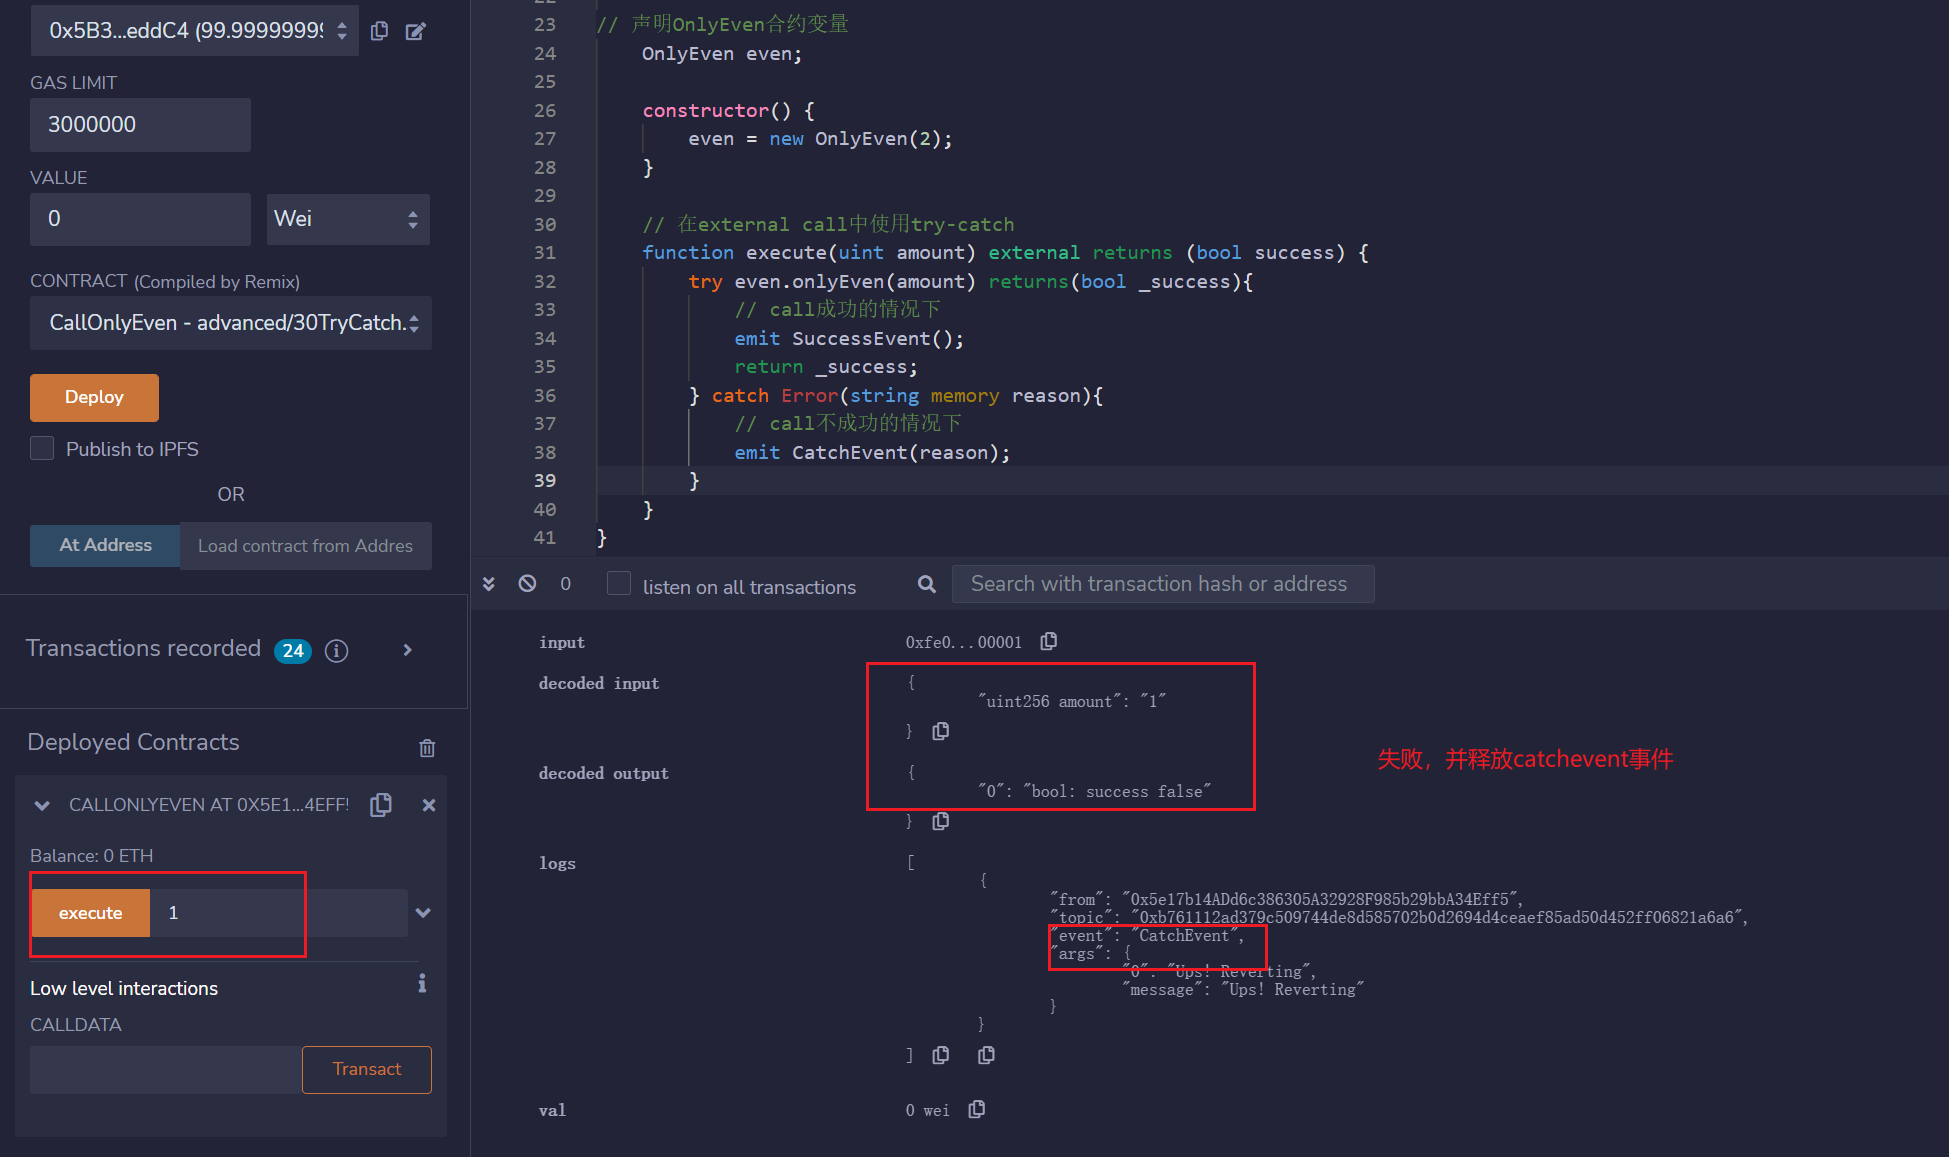 0x5B3...eddC4 (99.99999999
GAS LIMIT
3000000
VALUE
0
Wei
CONTRACT (Compiled by Remix)
CallOnlyEven - advanced/30TryCatch.
Deploy
Publish to IPFS
OR
At Address
Load contract from Addres
Transactions recorded 24
Deployed Contracts
CALLONLYEVEN AT 0X5E1...4EFF!
Balance: 0 ETH
execute 1
Low level interactions
CALLDATA
Transact
23 // 声明OnlyEven合约变量
24 OnlyEven even;
25
26 constructor() {
27 even = new OnlyEven(2);
28 }
29
30 // 在external call中使用try-catch
31 function execute(uint amount) external returns (bool success) {
32 try even.onlyEven(amount) returns(bool _success){
33 // call成功的情况下
34 emit SuccessEvent();
35 return _success;
36 } catch Error(string memory reason){
37 // call不成功的情况下
38 emit CatchEvent(reason);
39 }
40 }
41 }
0
listen on all transactions
Search with transaction hash or address
input 0xfe0...00001
decoded input {
"uint256 amount": "1"
}
decoded output {
"0": "bool: success false"
}
失败，并释放catchevent事件
logs [
{
"from": "0x5e17b14ADd6c386305A32928F985b29bbA34Eff5",
"topic": "0xb761112ad379c509744de8d585702b0d2694d4ceaef85ad50d452ff06821a6a6",
"event": "CatchEvent",
"args": {
"0": "Ups! Reverting",
"message": "Ups! Reverting"
}
}
]
val 0 wei